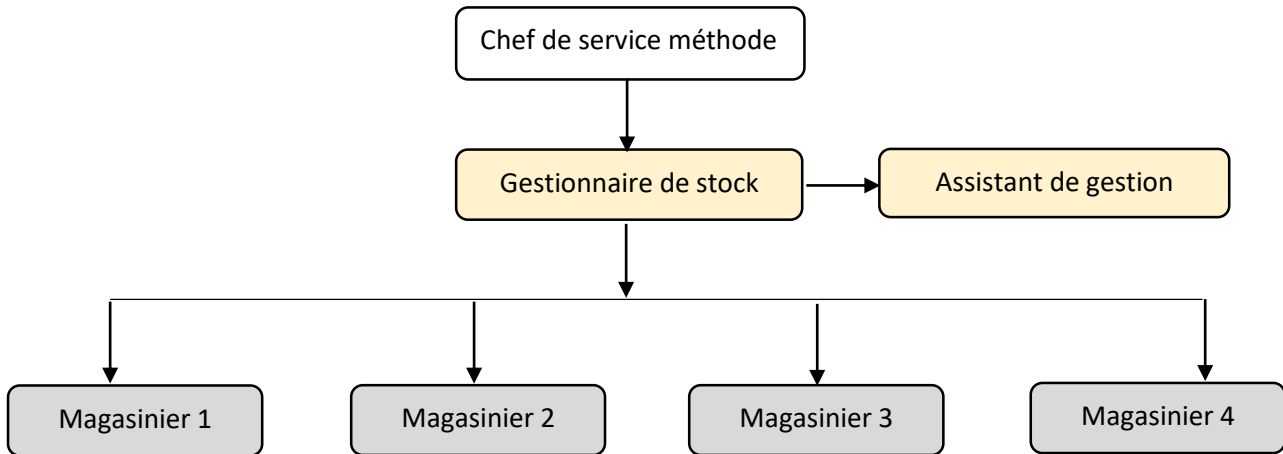 Chef de service méthode
Gestionnaire de stock
Assistant de gestion
Magasinier 1
Magasinier 2
Magasinier 3
Magasinier 4